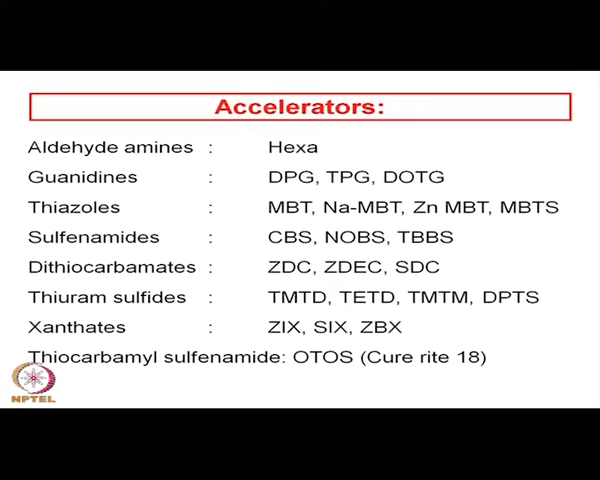 Accelerators:
Aldehyde amines : Hexa
Guanidines : DPG, TPG, DOTG
Thiazoles : MBT, Na-MBT, Zn MBT, MBTS
Sulfenamides : CBS, NOBS, TBBS
Dithiocarbamates : ZDC, ZDEC, SDC
Thiuram sulfides : TMTD, TETD, TMTM, DPTS
Xanthates : ZIX, SIX, ZBX
Thiocarbamyl sulfenamide: OTOS (Cure rite 18)
NPTEL